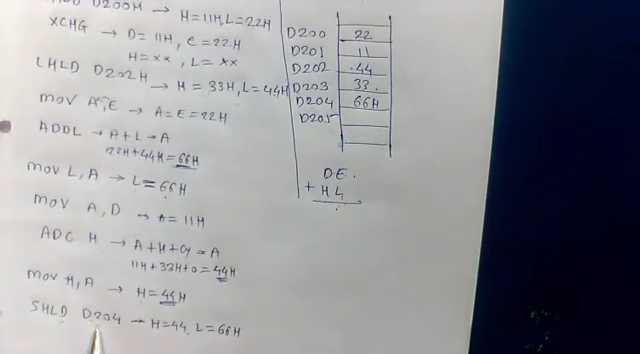 D200H → H=11H, L=22H
XCHG → D=11H, E=22H
H=xx, L=xx
LHLD D202H → H=33H, L=44H
MOV A,E → A=E=22H
ADDL → A+L→A
22H+44H=66H
MOV L,A → L=66H
MOV A,D → A=11H
ADC H → A+H+Cy=A
11H+33H+0=44H
MOV H,A → H=44H
SHLD D204 → H=44, L=66H
D200 22
D201 11
D202 44
D203 33
D204 66H
D205
DE
+ HL